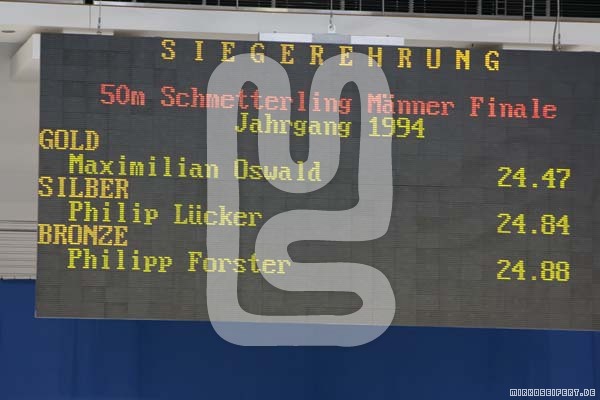 SIEGEREHRUNG
50m Schmetterling Männer Finale
Jahrgang 1994
GOLD
Maximilian Oswald 24.47
SILBER
Philip Lücker 24.84
BRONZE
Philipp Forster 24.88
MIRKOSEIFERT.DE